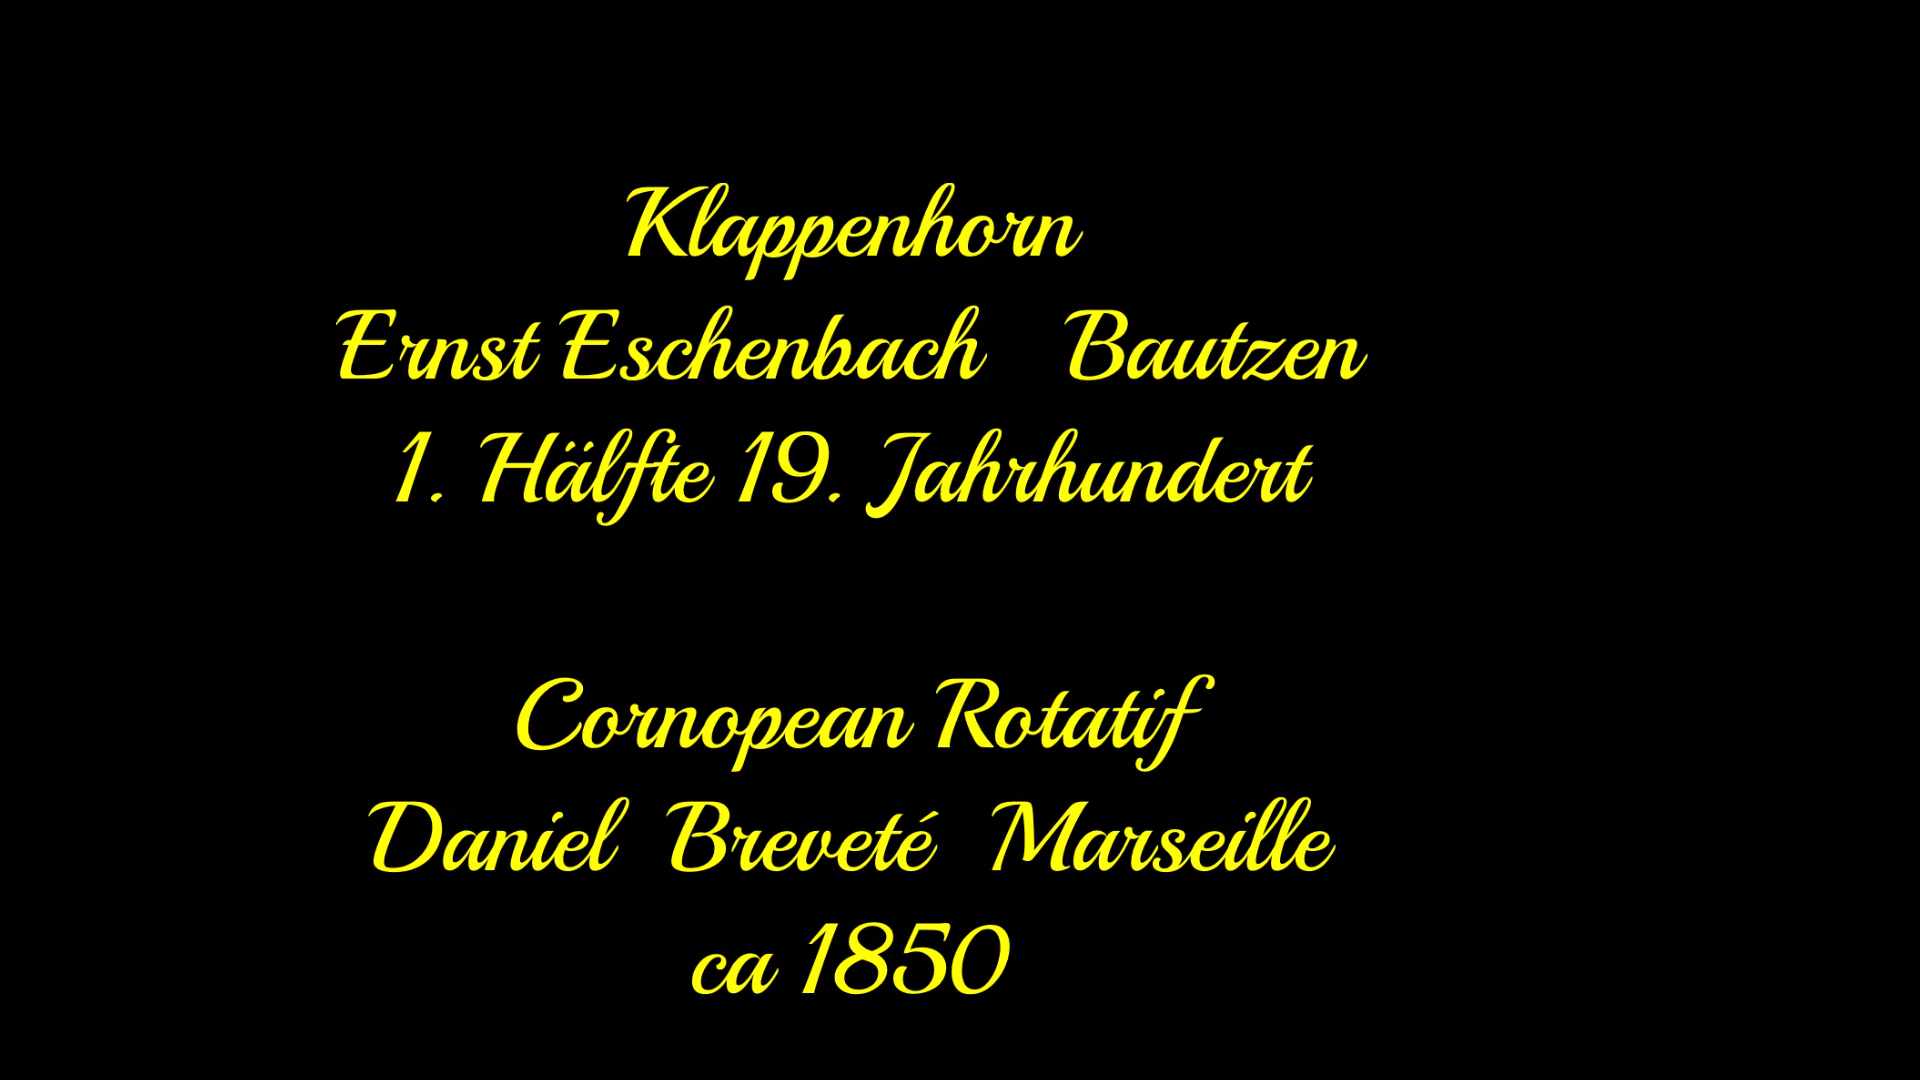 Klappenhorn
Ernst Eschenbach Bautzen
1. Hälfte 19. Jahrhundert
Cornopean Rotatif
Daniel Breveté Marseille
ca 1850